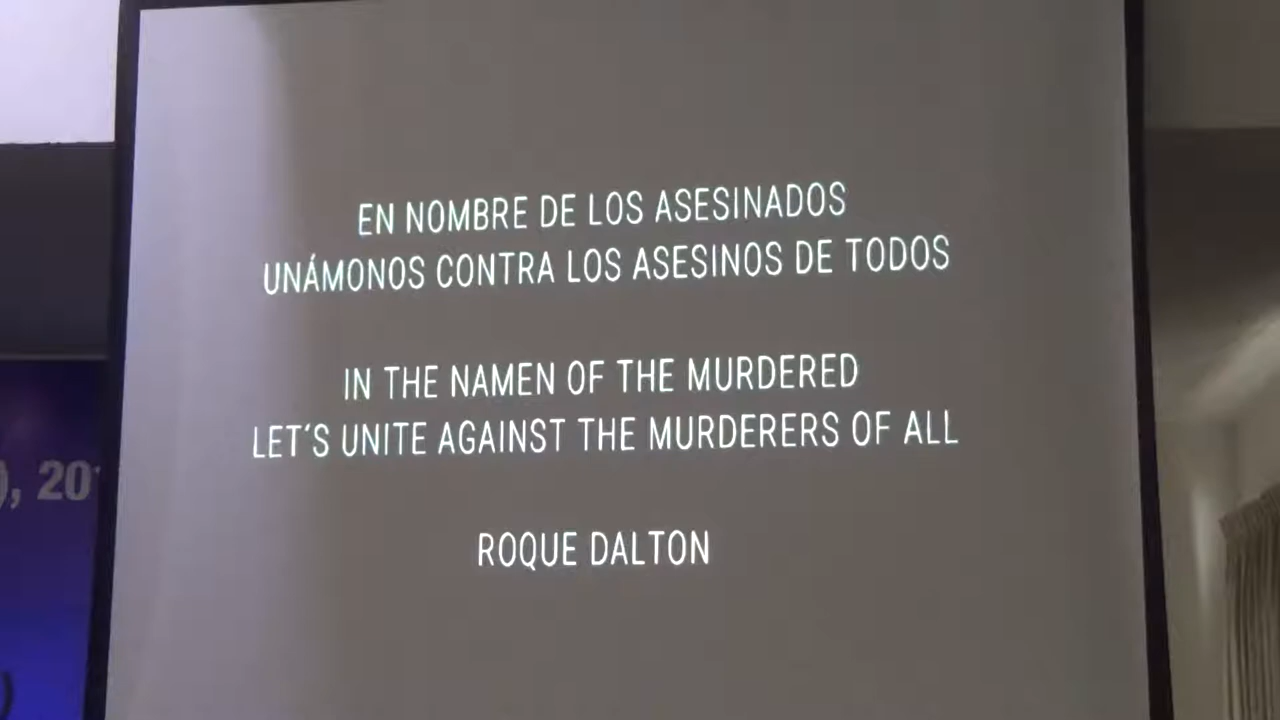 EN NOMBRE DE LOS ASESINADOS
UNÁMONOS CONTRA LOS ASESINOS DE TODOS
IN THE NAMEN OF THE MURDERED
LET´S UNITE AGAINST THE MURDERERS OF ALL
ROQUE DALTON
), 20